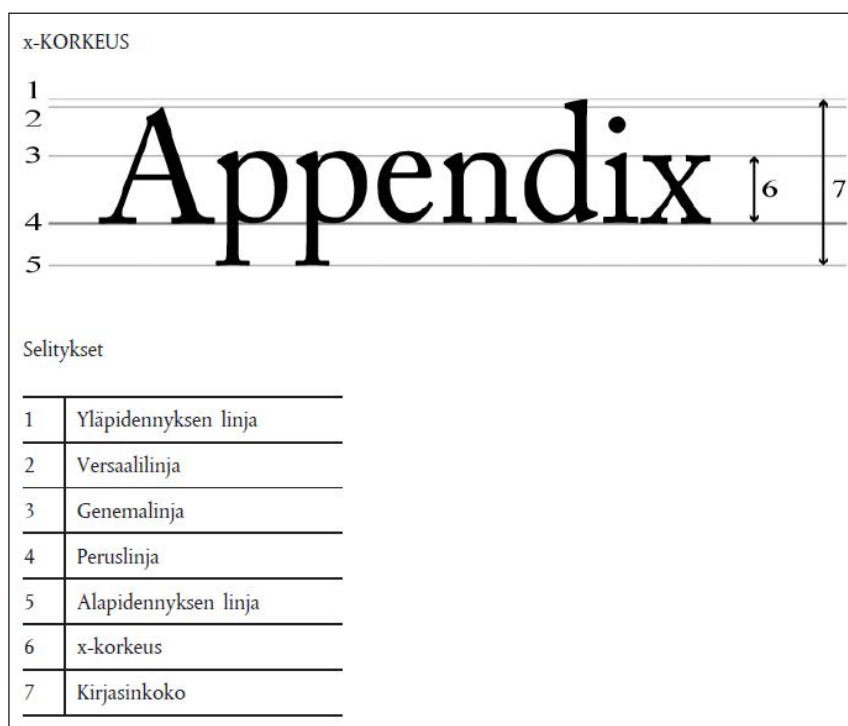 x-KORKEUS
1
2
3
4
5
Appendix
6
7
Selitykset
1 Yläpidennyksen linja
2 Versaalilinja
3 Genemalinja
4 Peruslinja
5 Alapidennyksen linja
6 x-korkeus
7 Kirjasinkoko